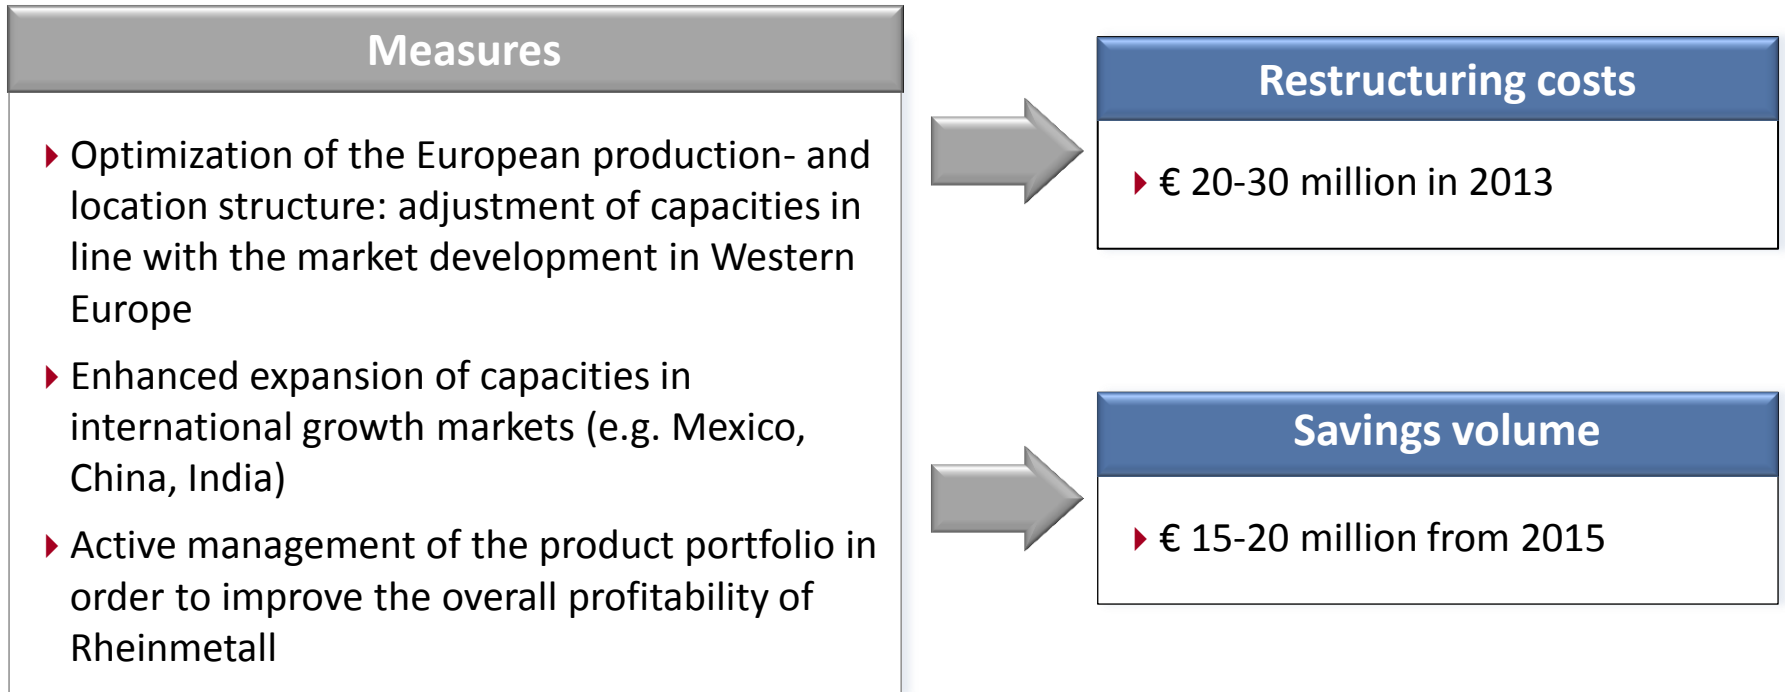 Measures
Optimization of the European production- and
location structure: adjustment of capacities in
line with the market development in Western
Europe
Enhanced expansion of capacities in
international growth markets (e.g. Mexico,
China, India)
Active management of the product portfolio in
order to improve the overall profitability of
Rheinmetall
Restructuring costs
€ 20-30 million in 2013
Savings volume
€ 15-20 million from 2015